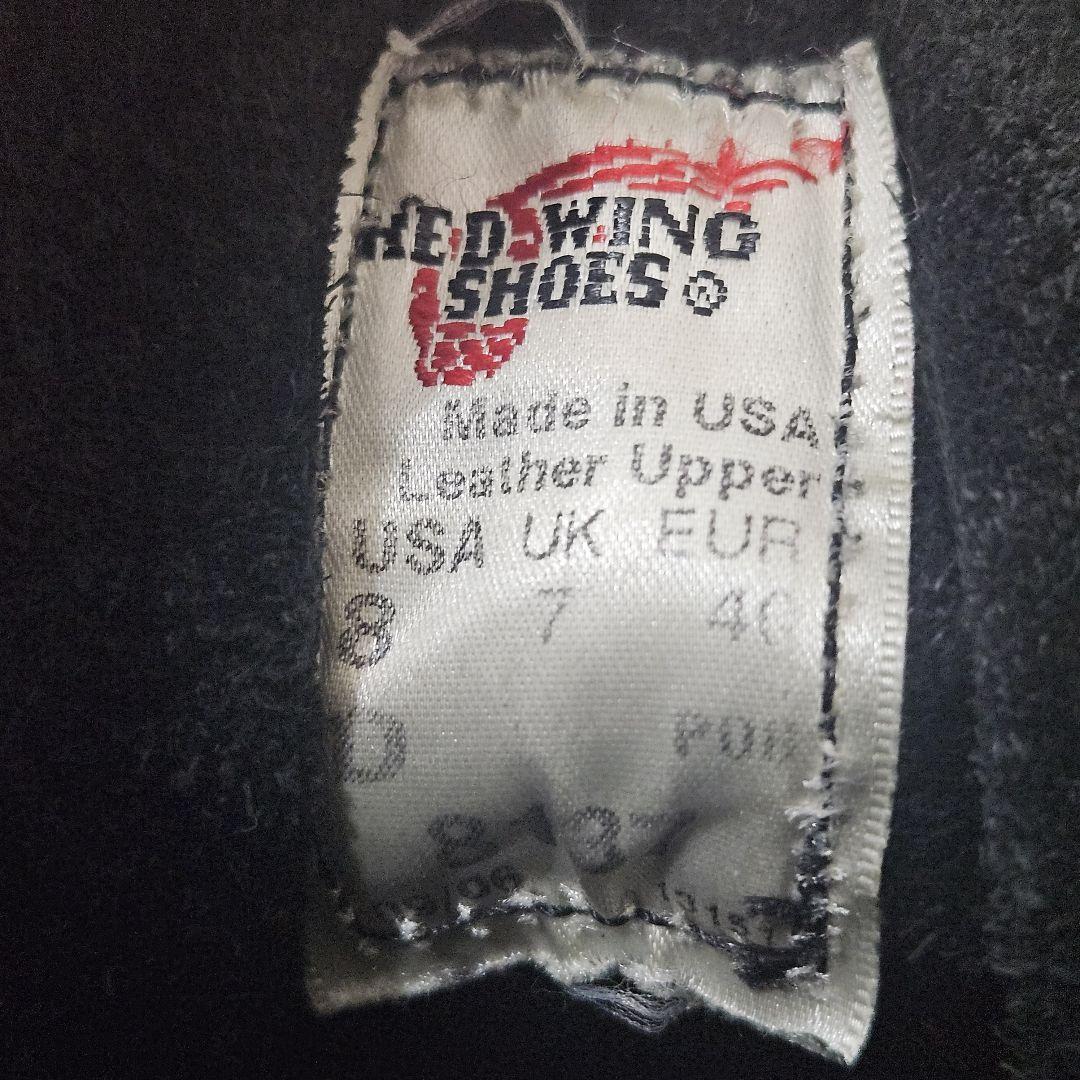 RED WING
SHOES ®
Made in USA
Leather Upper
USA UK EUR
8 7 40
D